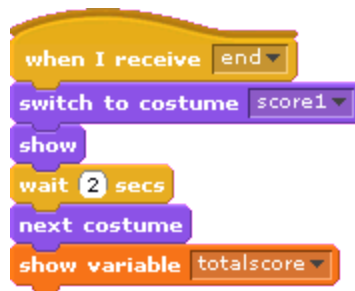 when I receive end
switch to costume score1
show
wait 2 secs
next costume
show variable totalscore